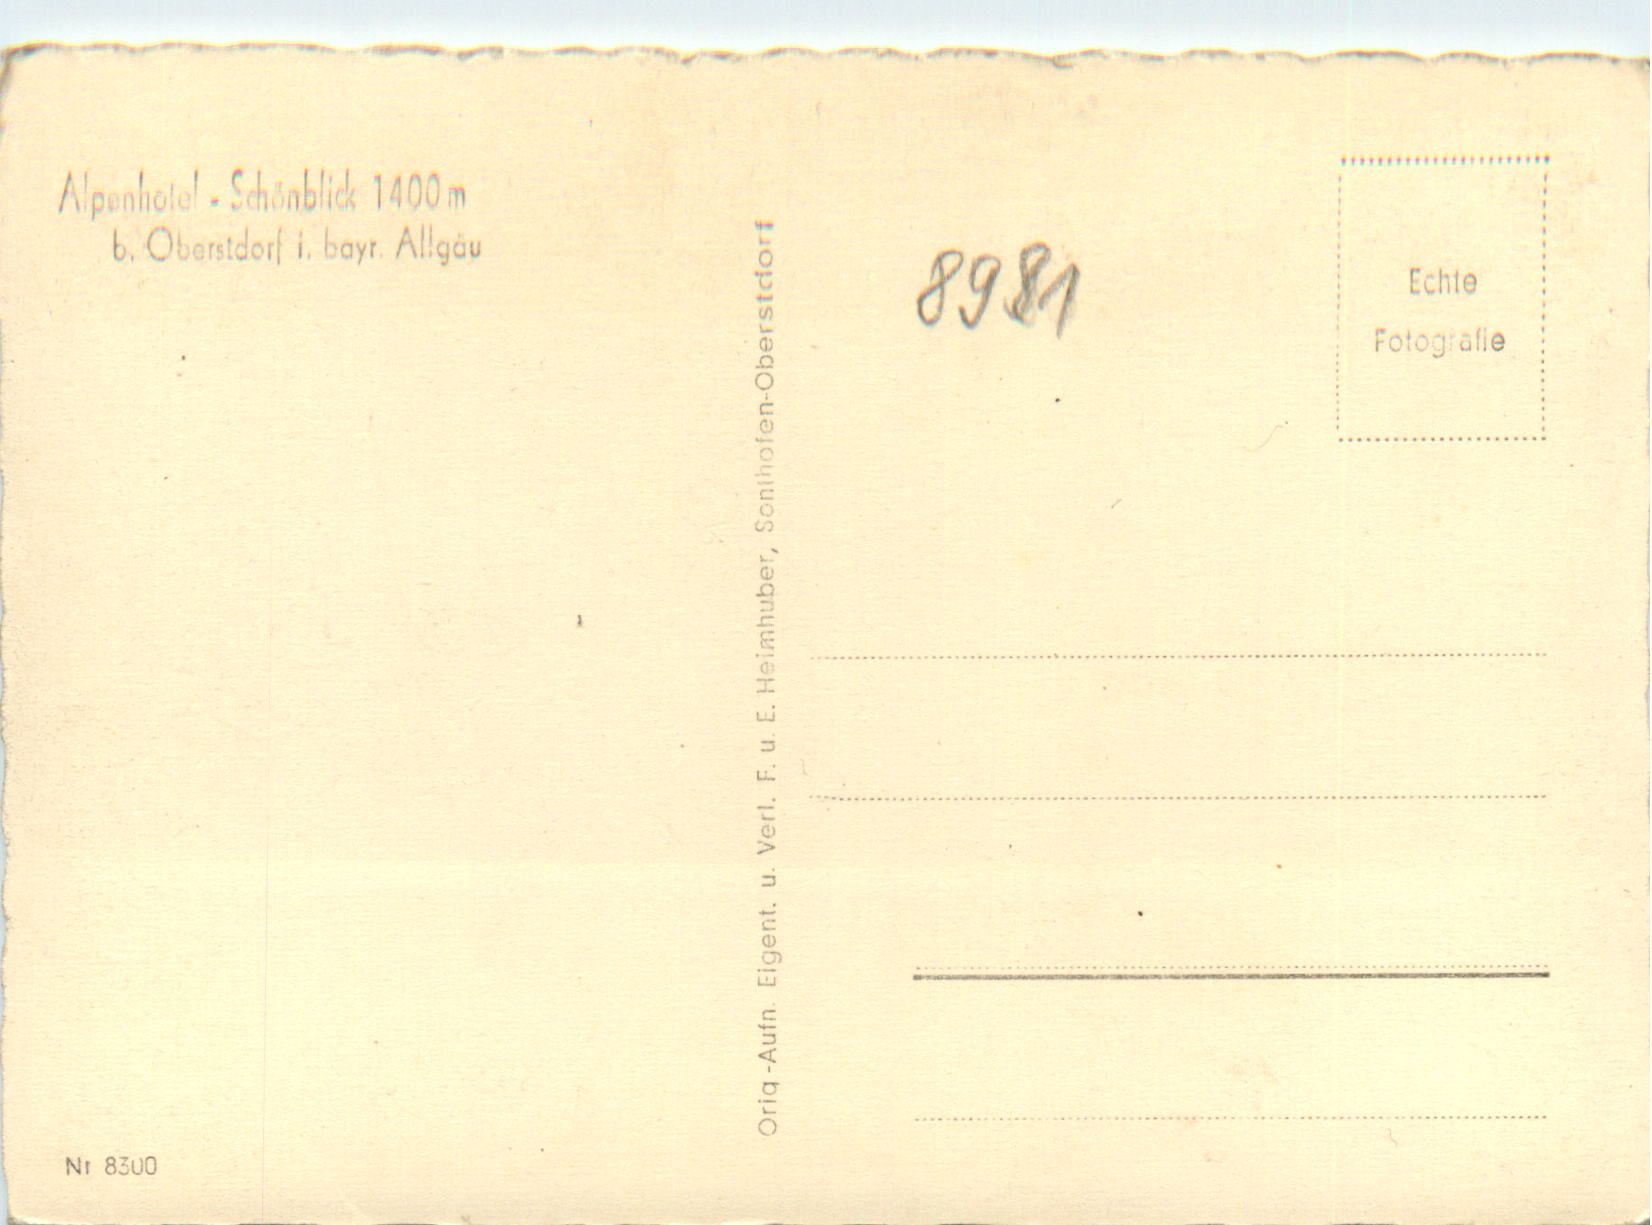 Alpenhotel - Schönblick 1400 m
b. Oberstdorf i. bayr. Allgäu
Nr 8300
Orig.-Aufn. Eigent. u. Verl. F. u. E. Heimhuber, Sonthofen-Oberstdorf
8981
Echte
Fotografie